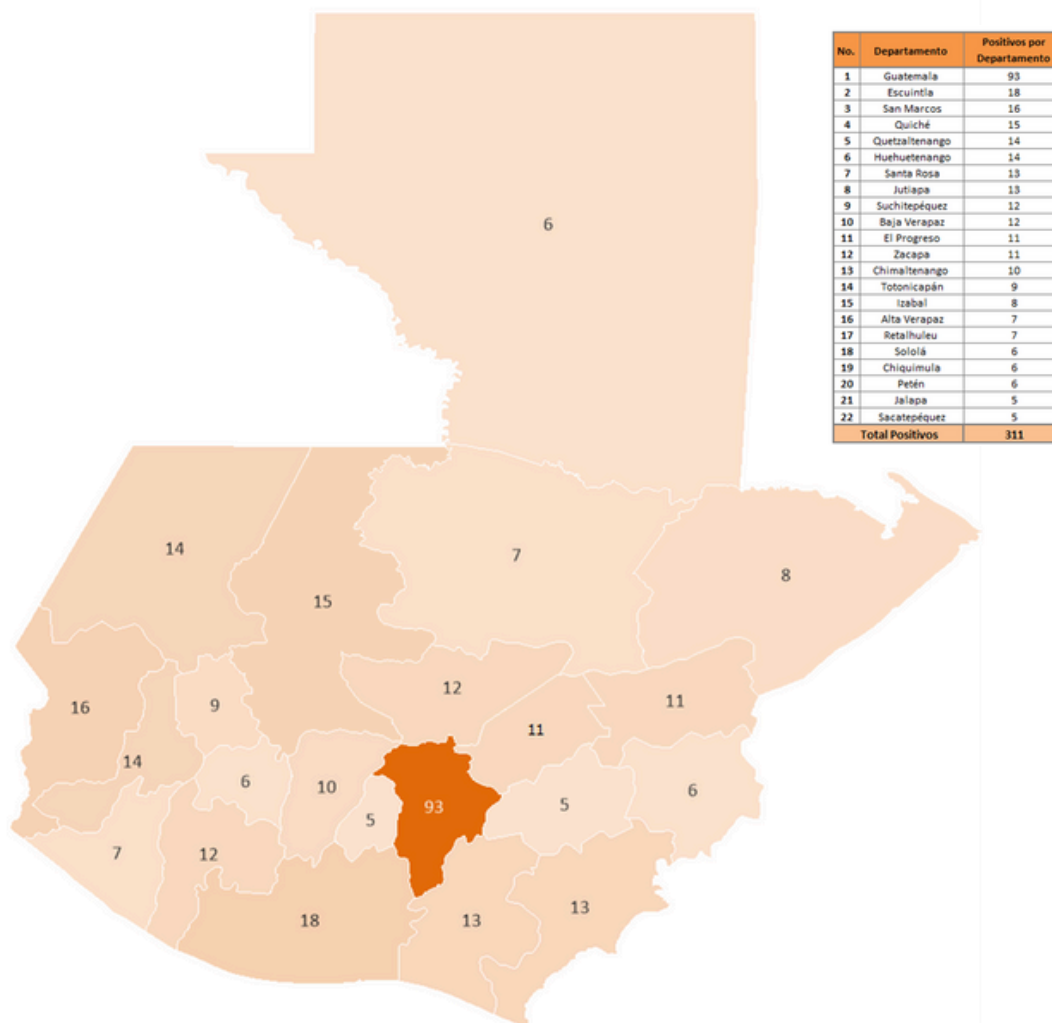 No. Departamento Positivos por Departamento
1 Guatemala 93
2 Escuintla 18
3 San Marcos 16
4 Quiché 15
5 Quetzaltenango 14
6 Huehuetenango 14
7 Santa Rosa 13
8 Jutiapa 13
9 Suchitepéquez 12
10 Baja Verapaz 12
11 El Progreso 11
12 Zacapa 11
13 Chimaltenango 10
14 Totonicapán 9
15 Izabal 8
16 Alta Verapaz 7
17 Retalhuleu 7
18 Sololá 6
19 Chiquimula 6
20 Petén 6
21 Jalapa 5
22 Sacatepéquez 5
Total Positivos 311
6
14
7
8
15
12
11
16
9
11
14
6
10
6
93
5
5
7
12
18
13
13